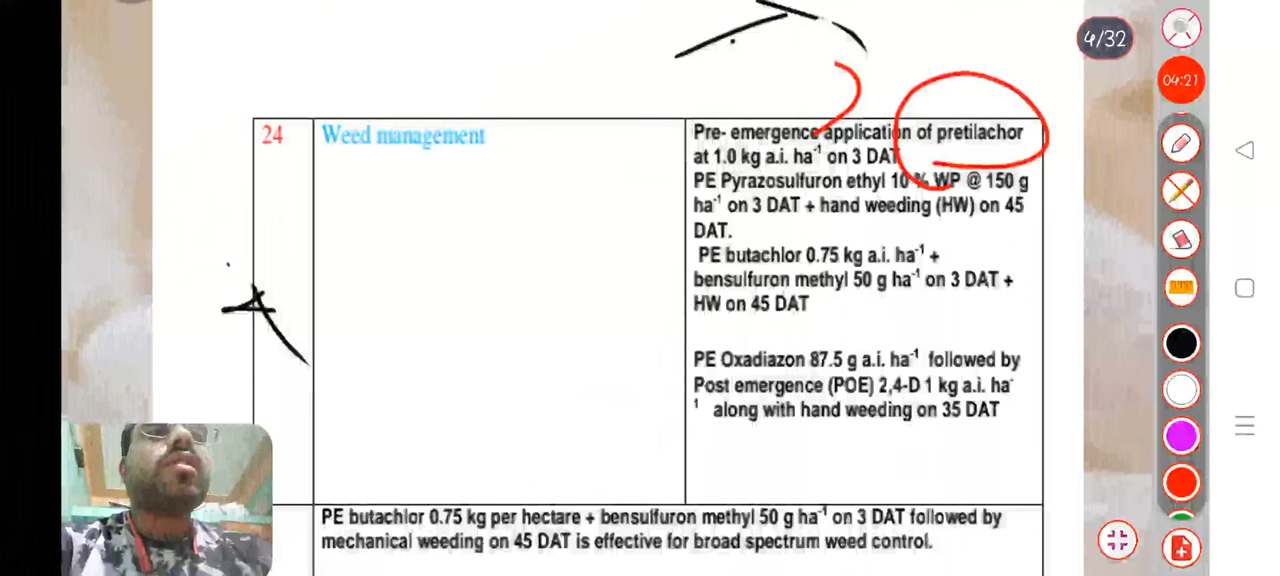 4/32
04:21
24
Weed management
Pre- emergence application of pretilachor
at 1.0 kg a.i. ha-1 on 3 DAT
PE Pyrazosulfuron ethyl 10 % WP @ 150 g
ha-1 on 3 DAT + hand weeding (HW) on 45
DAT.
PE butachlor 0.75 kg a.i. ha-1 +
bensulfuron methyl 50 g ha-1 on 3 DAT +
HW on 45 DAT
PE Oxadiazon 87.5 g a.i. ha-1 followed by
Post emergence (POE) 2,4-D 1 kg a.i. ha-
1 along with hand weeding on 35 DAT
PE butachlor 0.75 kg per hectare + bensulfuron methyl 50 g ha-1 on 3 DAT followed by
mechanical weeding on 45 DAT is effective for broad spectrum weed control.